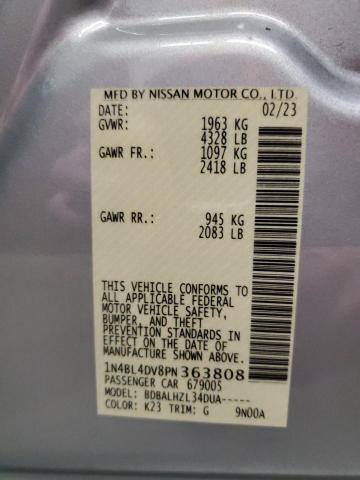 MFD BY NISSAN MOTOR CO., LTD.
DATE: 02/23
GVWR: 1963 KG
4328 LB
GAWR FR.: 1097 KG
2418 LB
GAWR RR.: 945 KG
2083 LB
THIS VEHICLE CONFORMS TO
ALL APPLICABLE FEDERAL
MOTOR VEHICLE SAFETY,
BUMPER, AND THEFT
PREVENTION STANDARDS
IN EFFECT ON THE DATE OF
MANUFACTURE SHOWN ABOVE.
1N4BL4DV8PN363808
PASSENGER CAR 679005
MODEL: BDBALHZL34DUA-----
COLOR: K23 TRIM: G 9N00A